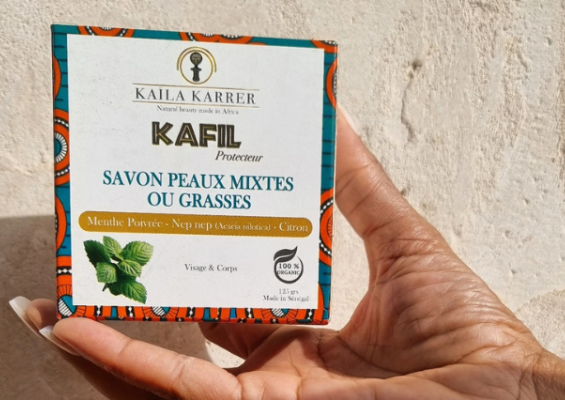 KAILA KARRER
Natural beauty made in Africa
KAFIL
Protecteur
SAVON PEAUX MIXTES
OU GRASSES
Menthe Poivrée - Nep nep (Acacia nilotica) - Citron
Visage & Corps
100 %
ORGANIC
125 grs
Made in Sénégal